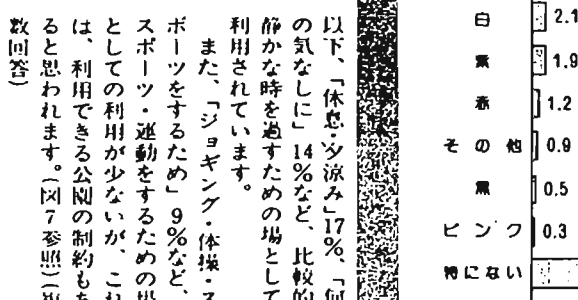 白 2.1
紫 1.9
赤 1.2
その他 0.9
黒 0.5
ピンク 0.3
特にない
以下、「休息・夕涼み」17%、「何
の気なしに」14%など、比較的
静かな時を過すための場として
利用されています。
また、「ジョギング・体操・ス
ポーツをするため」9%など、
スポーツ・運動をするための場
としての利用が少ないが、これ
は、利用できる公園の制約もあ
ると思われます。(図7参照)(複
数回答)